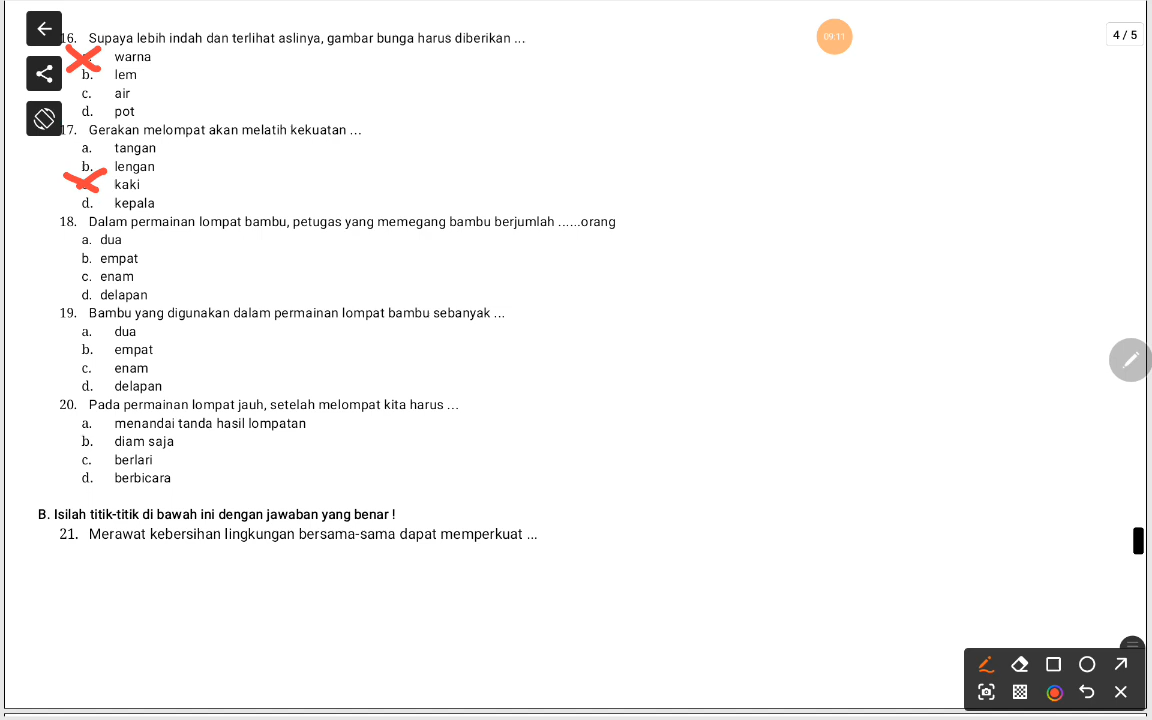 16. Supaya lebih indah dan terlihat aslinya, gambar bunga harus diberikan ...
warna
b. lem
c. air
d. pot
17. Gerakan melompat akan melatih kekuatan ...
a. tangan
b. lengan
kaki
d. kepala
18. Dalam permainan lompat bambu, petugas yang memegang bambu berjumlah ......orang
a. dua
b. empat
c. enam
d. delapan
19. Bambu yang digunakan dalam permainan lompat bambu sebanyak ...
a. dua
b. empat
c. enam
d. delapan
20. Pada permainan lompat jauh, setelah melompat kita harus ...
a. menandai tanda hasil lompatan
b. diam saja
c. berlari
d. berbicara
B. Isilah titik-titik di bawah ini dengan jawaban yang benar !
21. Merawat kebersihan lingkungan bersama-sama dapat memperkuat ...
09:11
4 / 5